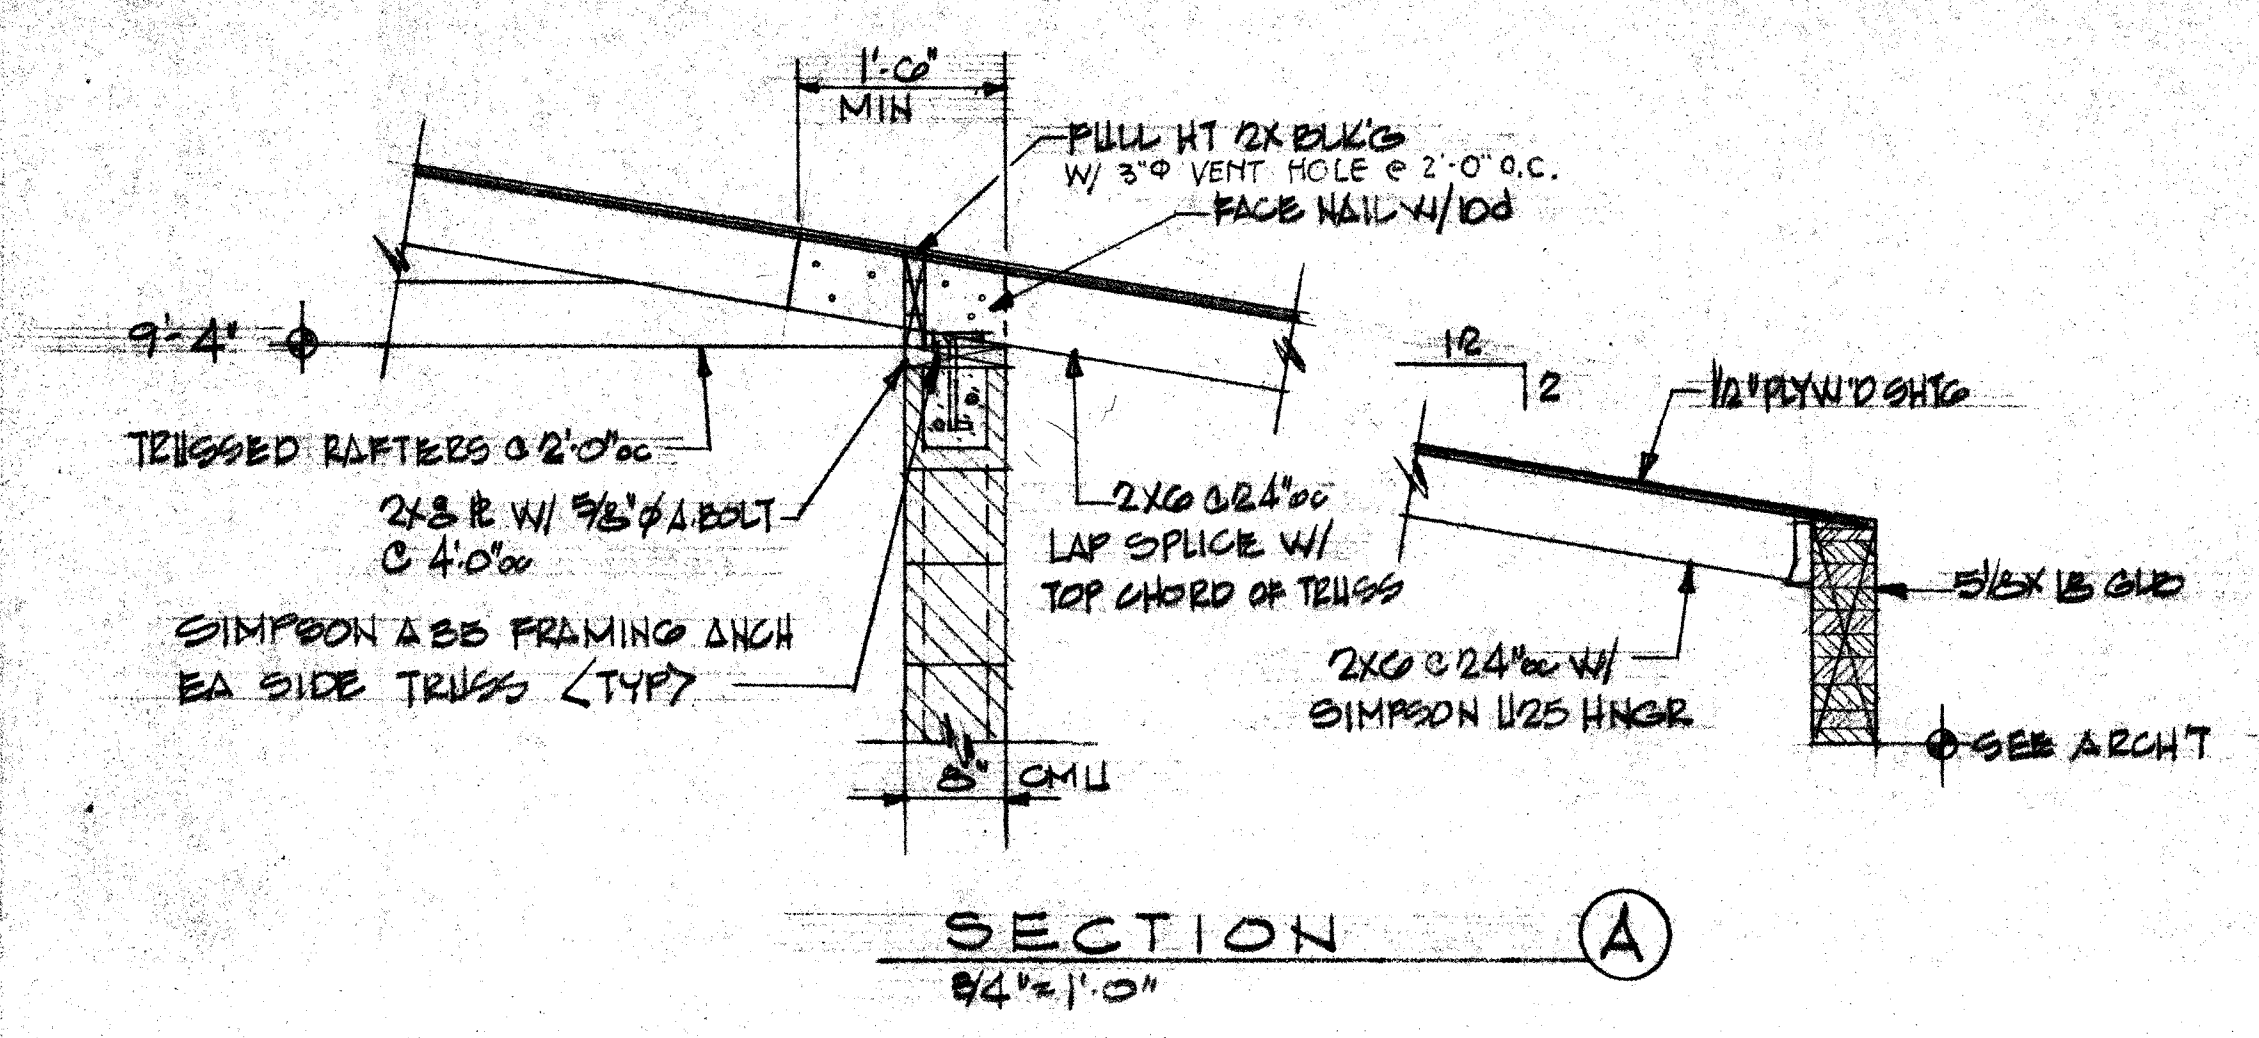 1'-6"
MIN
FULL HT 2X BLK'G
W/ 3"Φ VENT HOLE @ 2'-0" O.C.
FACE NAIL W/10d
9'-4"
12
2
1/2" PLYW'D SHTG
TRUSSED RAFTERS @ 2'-0"oc
2X8 PL W/ 5/8"Φ A.BOLT
@ 4'-0"oc
2X6 @ 24"oc
LAP SPLICE W/
TOP CHORD OF TRUSS
5 1/8X 18 GLB
SIMPSON A35 FRAMING ANCH
EA SIDE TRUSS <TYP>
2X6 @ 24"oc W/
SIMPSON U25 HNGR
SEE ARCH'T
8" CMU
SECTION
A
3/4"= 1'-0"